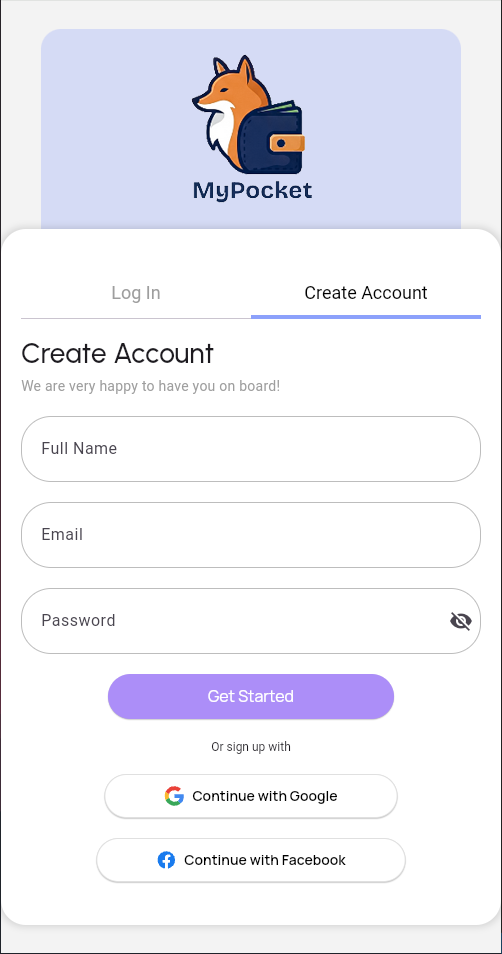 MyPocket
Log In
Create Account
Create Account
We are very happy to have you on board!
Full Name
Email
Password
Get Started
Or sign up with
Continue with Google
Continue with Facebook